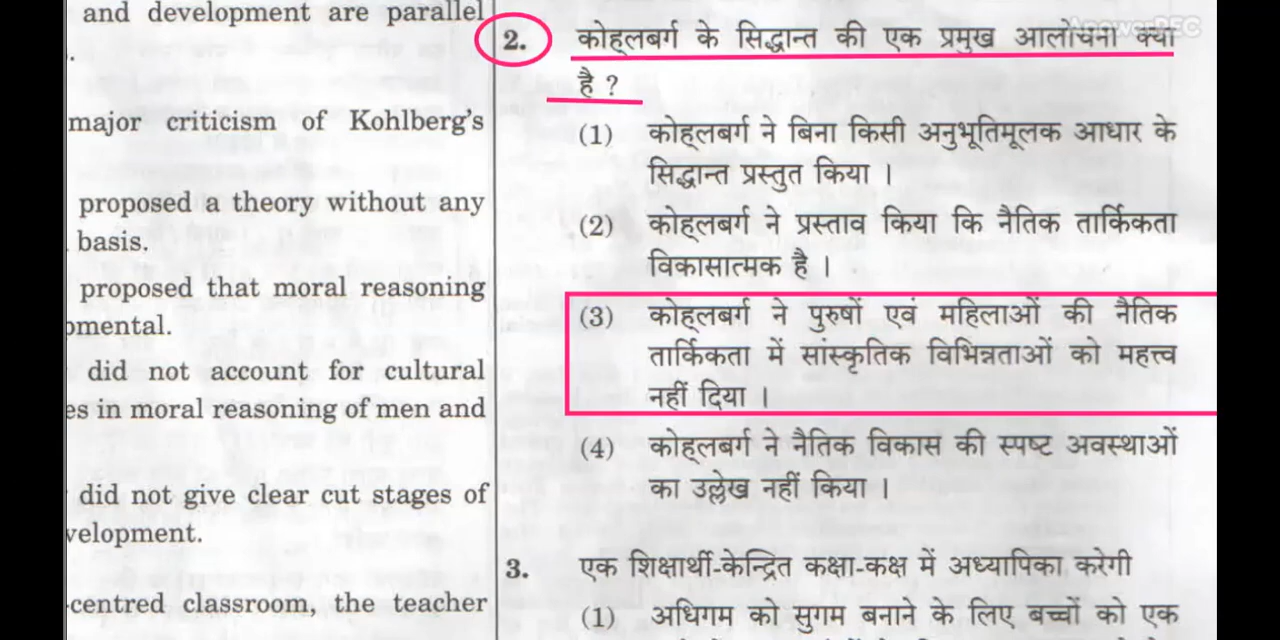 and development are parallel
.
major criticism of Kohlberg's
proposed a theory without any
basis.
proposed that moral reasoning
omental.
did not account for cultural
es in moral reasoning of men and
did not give clear cut stages of
velopment.
-centred classroom, the teacher
AnswerREG
2. कोह्लबर्ग के सिद्धान्त की एक प्रमुख आलोचना क्या
है ?
(1) कोह्लबर्ग ने बिना किसी अनुभूतिमूलक आधार के
सिद्धान्त प्रस्तुत किया ।
(2) कोह्लबर्ग ने प्रस्ताव किया कि नैतिक तार्किकता
विकासात्मक है ।
(3) कोह्लबर्ग ने पुरुषों एवं महिलाओं की नैतिक
तार्किकता में सांस्कृतिक विभिन्नताओं को महत्त्व
नहीं दिया ।
(4) कोह्लबर्ग ने नैतिक विकास की स्पष्ट अवस्थाओं
का उल्लेख नहीं किया ।
3. एक शिक्षार्थी-केन्द्रित कक्षा-कक्ष में अध्यापिका करेगी
(1) अधिगम को सुगम बनाने के लिए बच्चों को एक